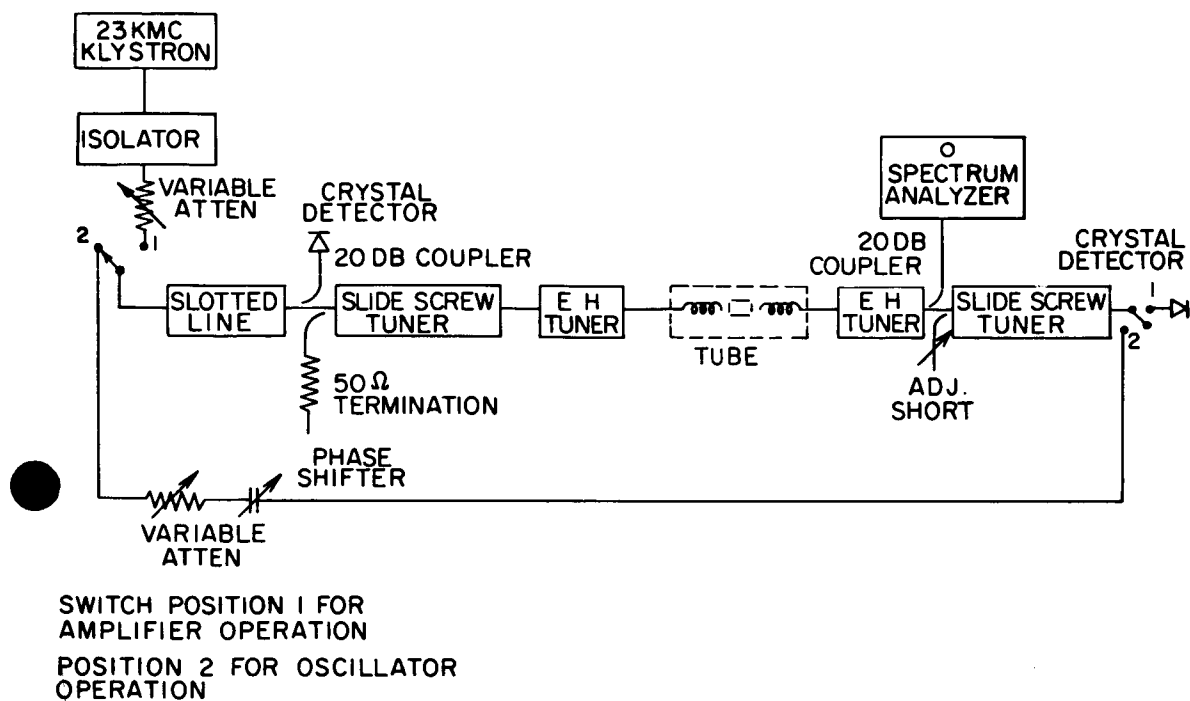 23 KMC
KLYSTRON
ISOLATOR
VARIABLE
ATTEN
2
1
CRYSTAL
DETECTOR
20 DB COUPLER
SLOTTED
LINE
SLIDE SCREW
TUNER
E H
TUNER
TUBE
E H
TUNER
SPECTRUM
ANALYZER
20 DB
COUPLER
SLIDE SCREW
TUNER
CRYSTAL
DETECTOR
1
2
ADJ.
SHORT
50 Ω
TERMINATION
PHASE
SHIFTER
VARIABLE
ATTEN
SWITCH POSITION 1 FOR
AMPLIFIER OPERATION
POSITION 2 FOR OSCILLATOR
OPERATION